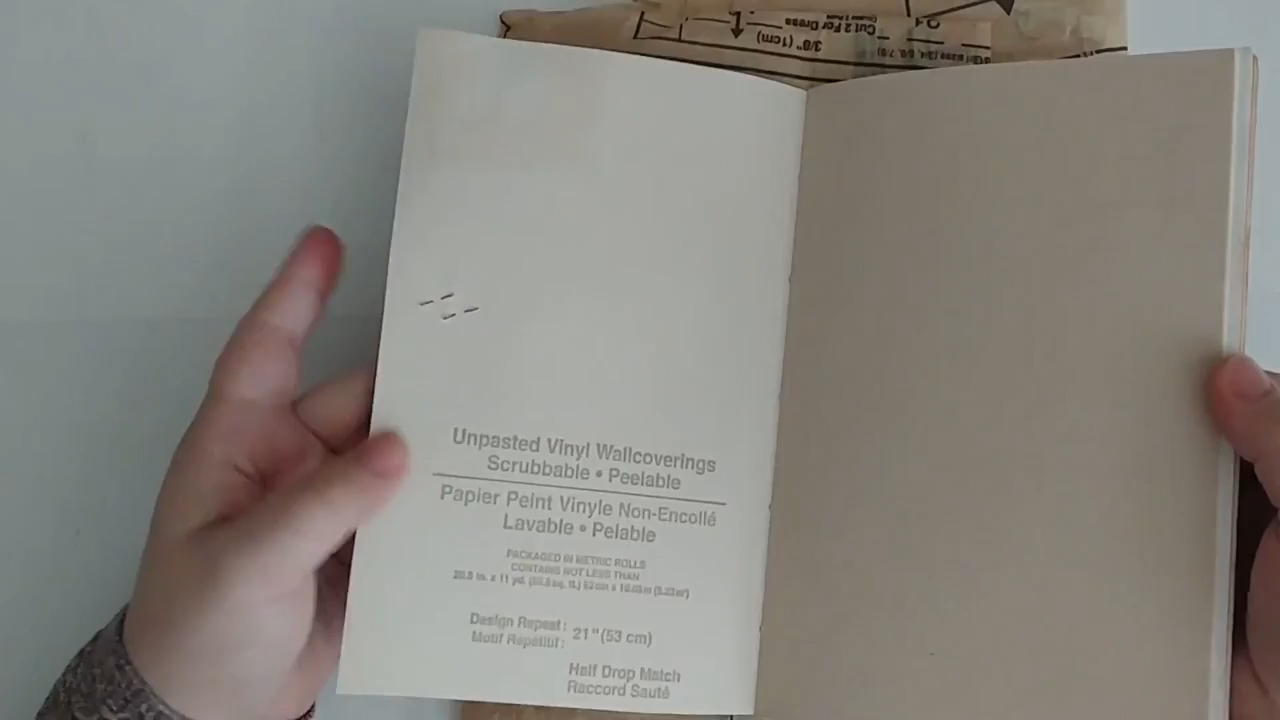 Cut 2 For Dress
3/8" (1cm)
Unpasted Vinyl Wallcoverings
Scrubbable • Peelable
Papier Peint Vinyle Non-Encollé
Lavable • Pelable
PACKAGED IN METRIC ROLLS
CONTAINS NOT LESS THAN
Design Repeat: 21" (53 cm)
Motif Répétitif:
Half Drop Match
Raccord Sauté